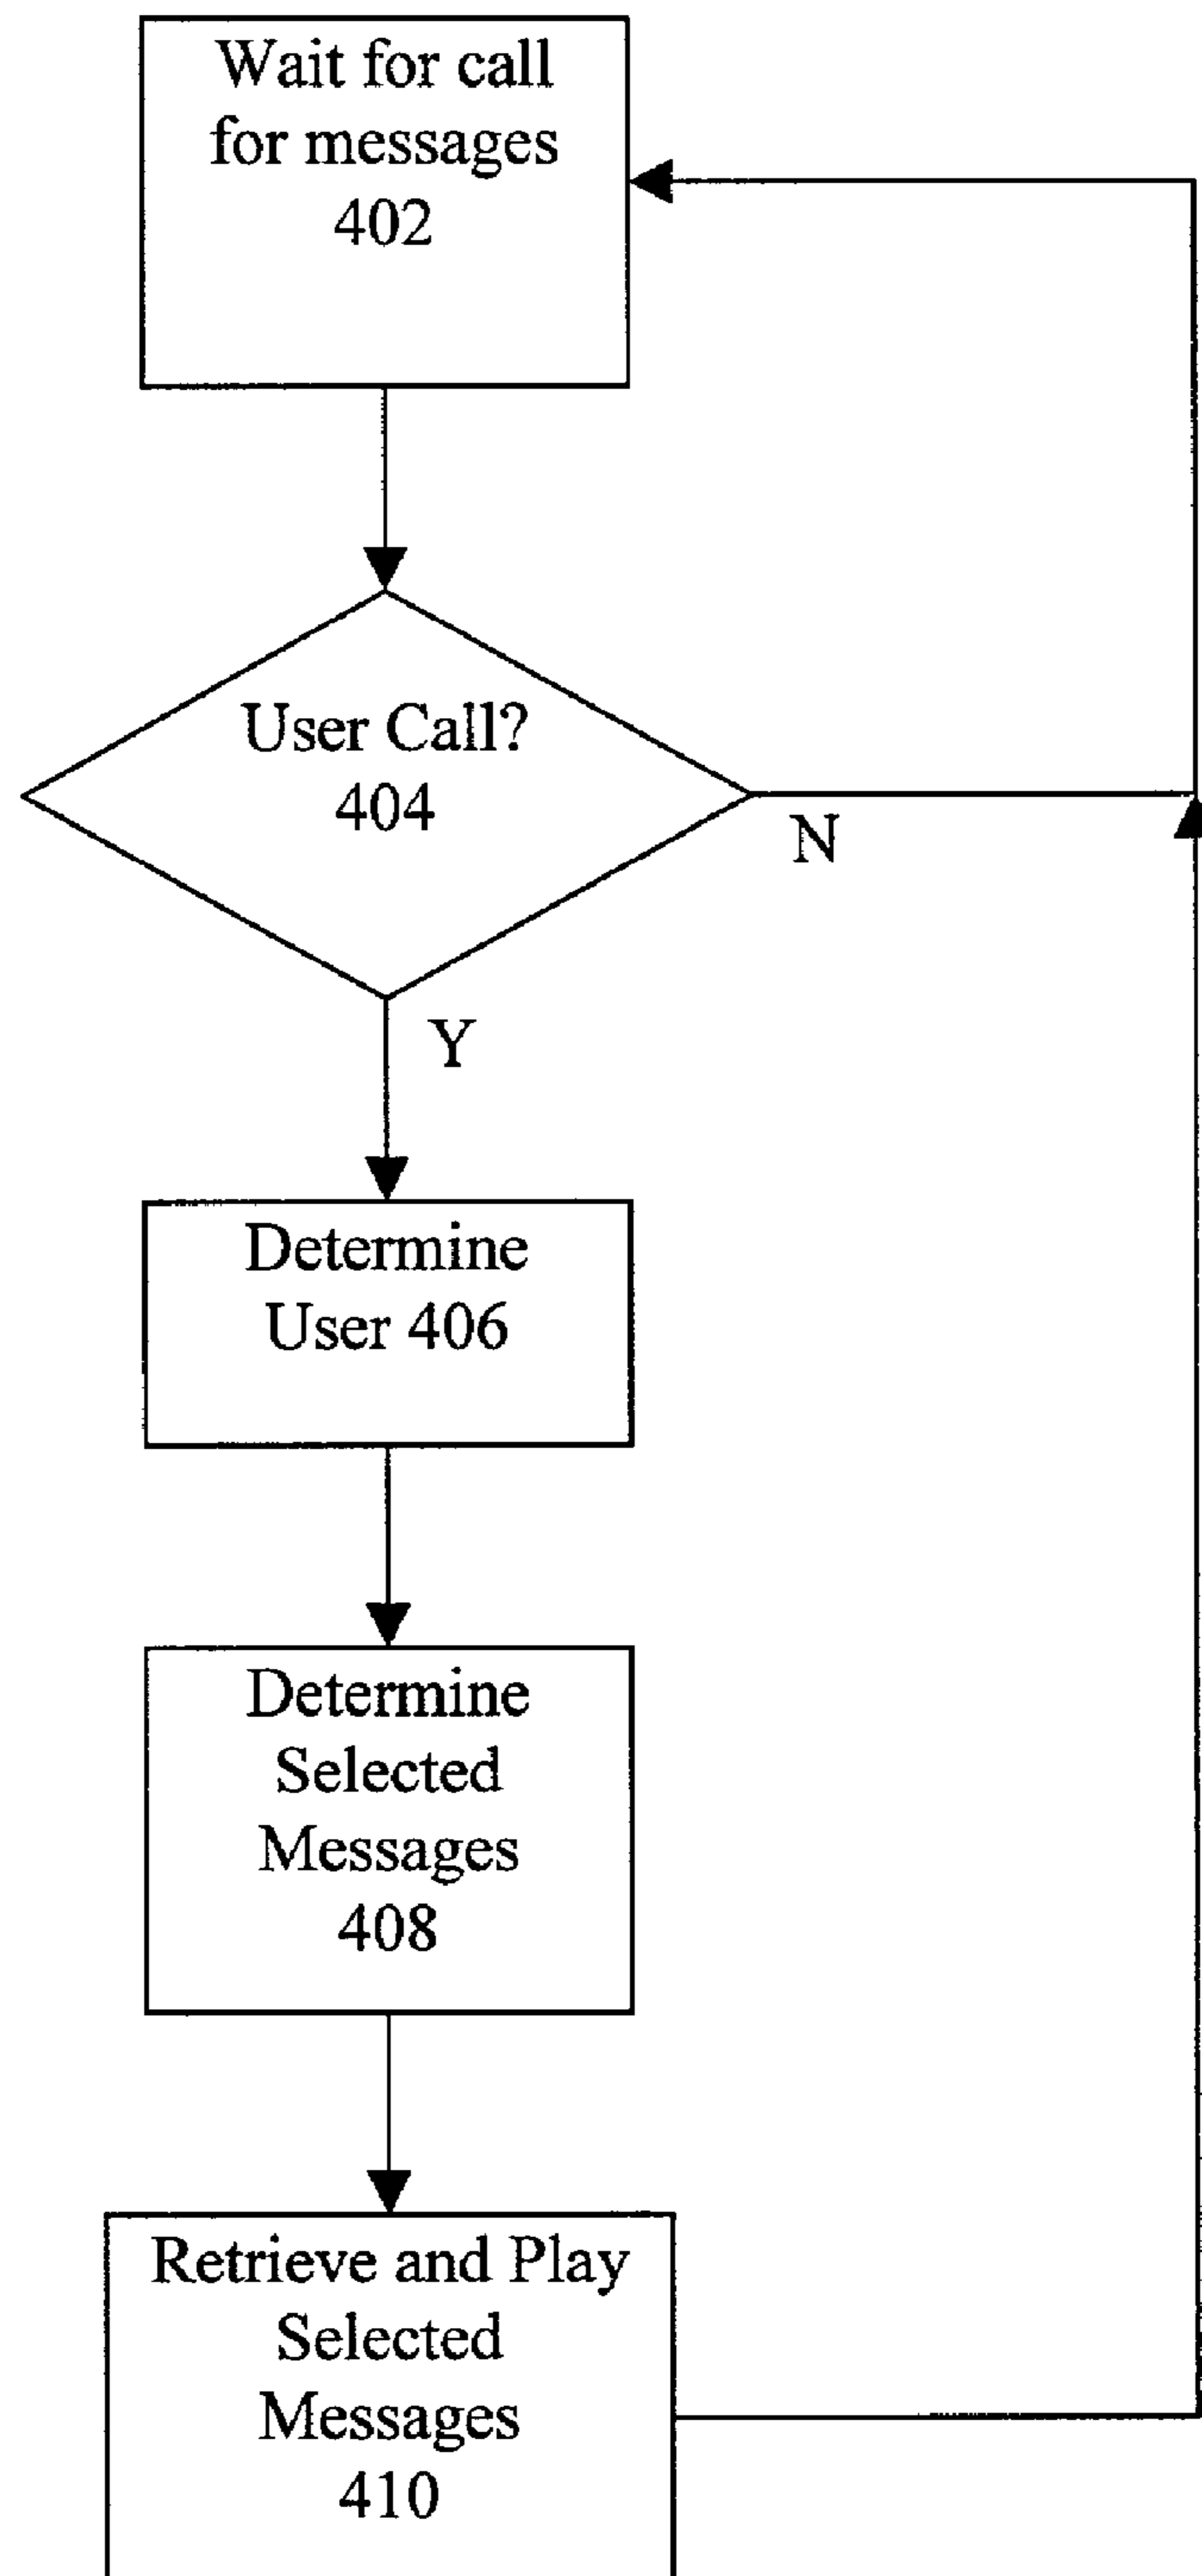 Wait for call
for messages
402
User Call?
404
N
Y
Determine
User 406
Determine
Selected
Messages
408
Retrieve and Play
Selected
Messages
410